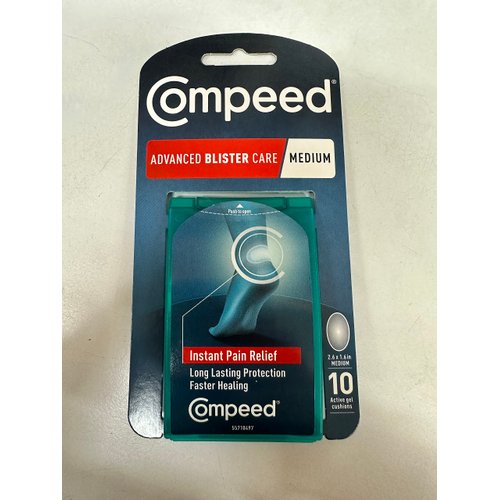 Compeed®
ADVANCED BLISTER CARE MEDIUM
Push to open
Instant Pain Relief
Long Lasting Protection
Faster Healing
Compeed®
55718497
2.6 x 1.6 in
MEDIUM
10
Active gel
cushions